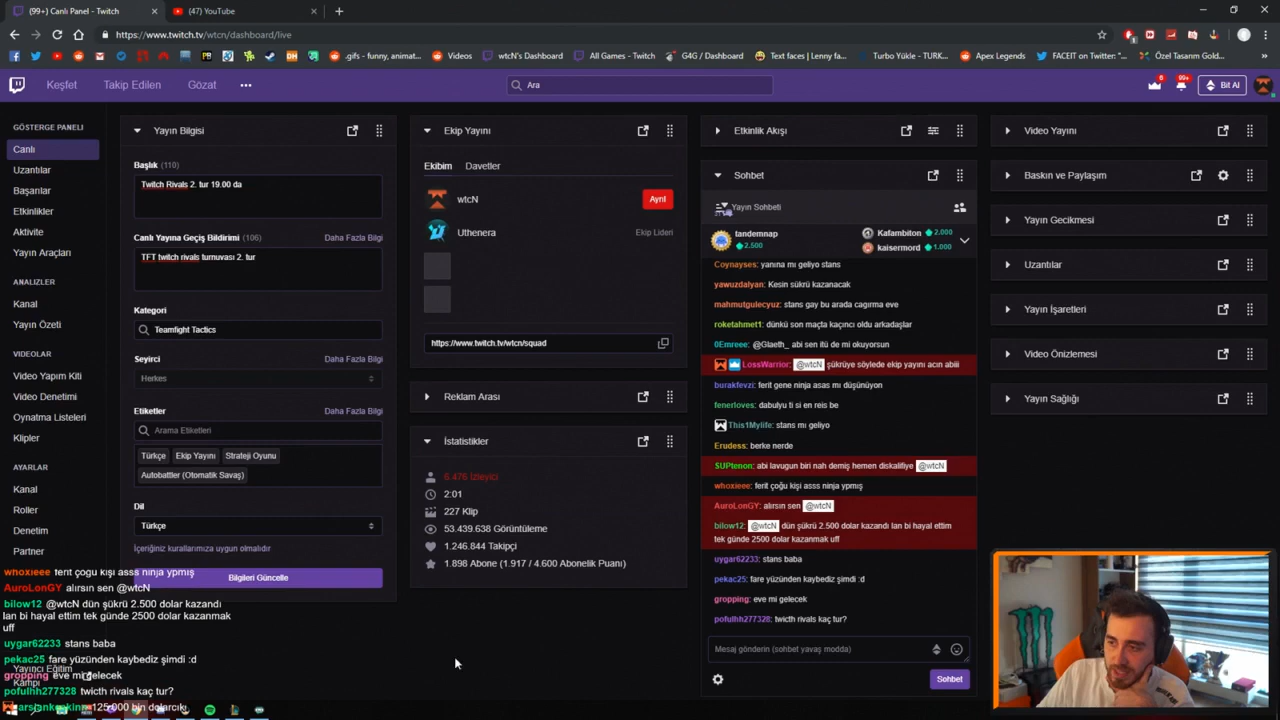 (99+) Canlı Panel - Twitch
(47) YouTube
https://www.twitch.tv/wtcn/dashboard/live
.gifs - funny, animat...
Videos
wtcN's Dashboard
All Games - Twitch
G4G / Dashboard
Text faces | Lenny fa...
Turbo Yükle - TURK...
Apex Legends
FACEIT on Twitter: "...
Özel Tasarım Gold...
Keşfet
Takip Edilen
Gözat
Ara
6
99+
Bit Al
GÖSTERGE PANELİ
Canlı
Uzantılar
Başarılar
Etkinlikler
Aktivite
Yayın Araçları
ANALİZLER
Kanal
Yayın Özeti
VİDEOLAR
Video Yapım Kiti
Video Denetimi
Oynatma Listeleri
Klipler
AYARLAR
Kanal
Roller
Denetim
Partner
Yayıncı Eğitim
Kampı
Yayın Bilgisi
Başlık (110)
Twitch Rivals 2. tur 19.00 da
Canlı Yayına Geçiş Bildirimi (106)
Daha Fazla Bilgi
TFT twitch rivals turnuvası 2. tur
Kategori
Teamfight Tactics
Seyirci
Daha Fazla Bilgi
Herkes
Etiketler
Daha Fazla Bilgi
Arama Etiketleri
Türkçe
Ekip Yayını
Strateji Oyunu
Autobattler (Otomatik Savaş)
Dil
Türkçe
İçeriğiniz kurallarımıza uygun olmalıdır
Bilgileri Güncelle
Ekip Yayını
Ekibim
Davetler
wtcN
Ayrıl
Uthenera
Ekip Lideri
https://www.twitch.tv/wtcn/squad
Reklam Arası
İstatistikler
6.476 İzleyici
2:01
227 Klip
53.439.638 Görüntüleme
1.246.844 Takipçi
1.898 Abone (1.917 / 4.600 Abonelik Puanı)
Etkinlik Akışı
Sohbet
Yayın Sohbeti
tandemnap
2.500
Kafambiton 2,000
kaisermord 1.000
Coynayses: yanına mı geliyo stans
yawuzdalyan: Kesin sükrü kazanacak
mahmutgulecyuz: stans gay bu arada cagırma eve
roketahmet1: dünkü son maçta kaçıncı oldu arkadaşlar
0Emreee: @Glaeth_ abi sen itü de mi okuyorsun
LossWarrior: @wtcN şükrüye söylede ekip yayını acın abiii
burakfevzi: ferit gene ninja asas mı düşünüyon
fenerloves: dabulyu ti si en reis be
This1Mylife: stans mı geliyo
Erudess: berke nerde
SUPtenon: abi lavugun biri nah demiş hemen diskalifiye @wtcN
whoxieee: ferit çoğu kişi asss ninja ypmış
AuroLonGY: alırsın sen @wtcN
bilow12: @wtcN dün şükrü 2.500 dolar kazandı lan bi hayal ettim
tek günde 2500 dolar kazanmak uff
uygar62233: stans baba
pekac25: fare yüzünden kaybediz şimdi :d
gropping: eve mi gelecek
pofulhh277328: twicth rivals kaç tur?
Mesaj gönderin (sohbet yavaş modda)
Sohbet
Video Yayını
Baskın ve Paylaşım
Yayın Gecikmesi
Uzantılar
Yayın İşaretleri
Video Önizlemesi
Yayın Sağlığı
whoxieee ferit çoğu kişi asss ninja ypmış
AuroLonGY alırsın sen @wtcN
bilow12 @wtcN dün şükrü 2.500 dolar kazandı
lan bi hayal ettim tek günde 2500 dolar kazanmak
uff
uygar62233 stans baba
pekac25 fare yüzünden kaybediz şimdi :d
gropping eve mi gelecek
pofulhh277328 twicth rivals kaç tur?